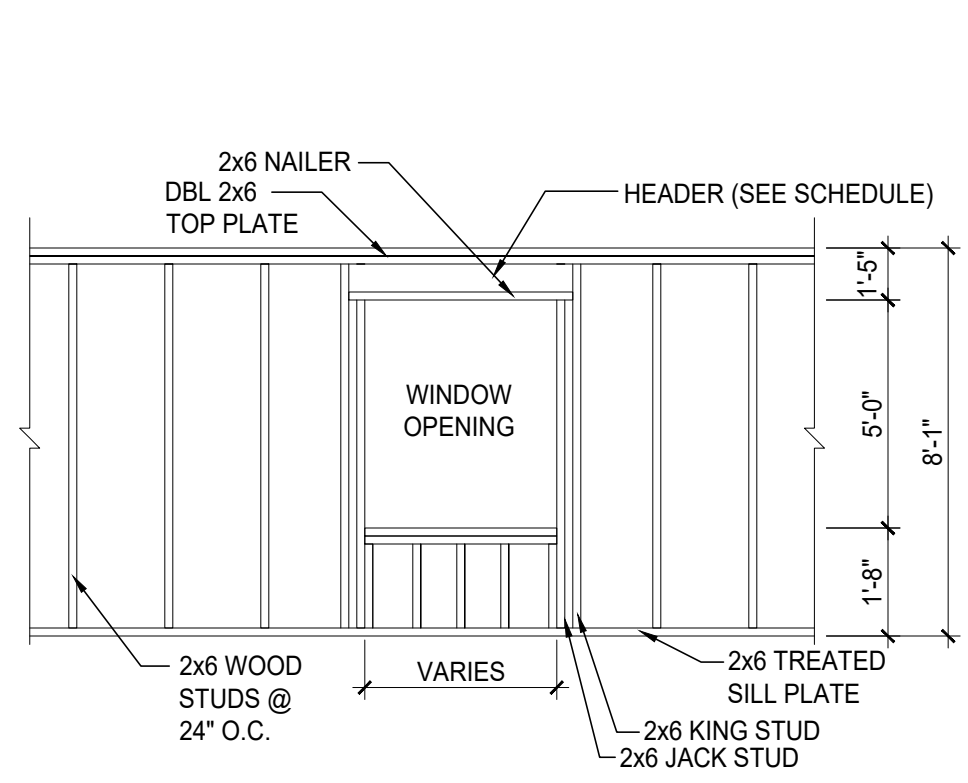 2x6 NAILER
DBL 2x6
TOP PLATE
HEADER (SEE SCHEDULE)
1'-5"
WINDOW
OPENING
5'-0"
8'-1"
1'-8"
2x6 WOOD
STUDS @
24" O.C.
VARIES
2x6 TREATED
SILL PLATE
2x6 KING STUD
2x6 JACK STUD